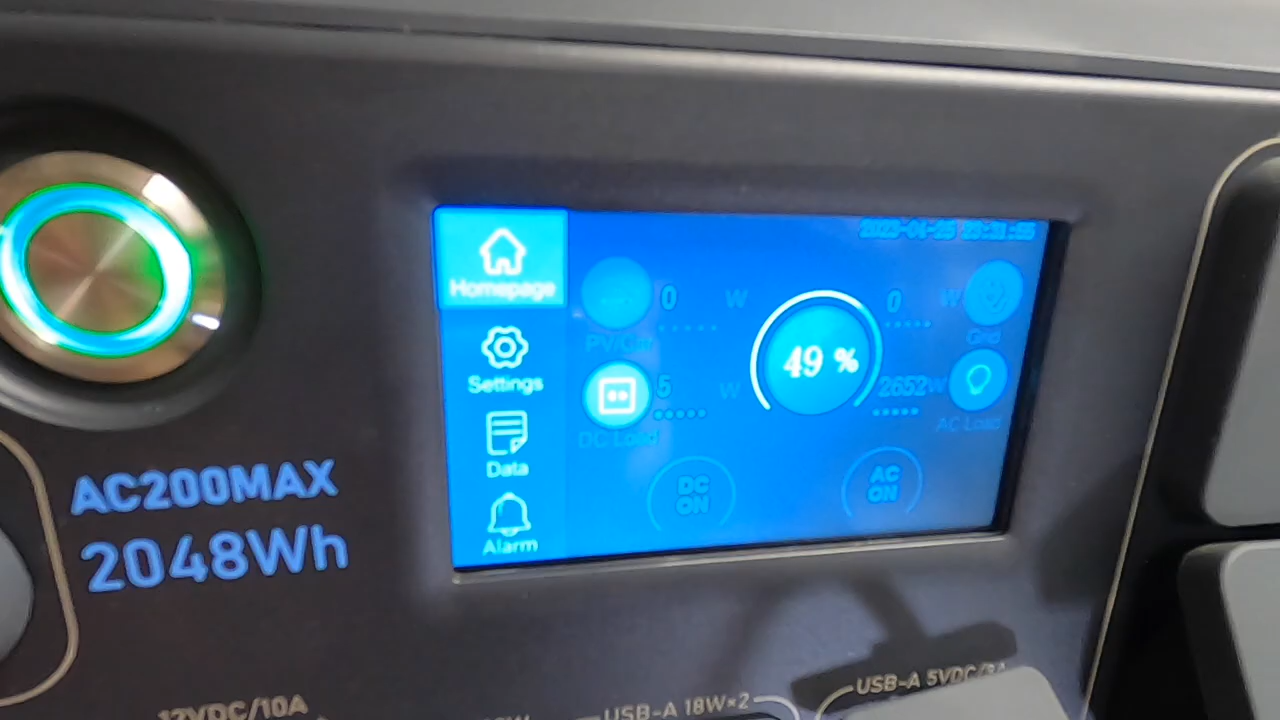 Homepage
Settings
Data
Alarm
0 W
PV/Car
5 W
DC Load
49 %
0 W
Grid
2652W
AC Load
DC
ON
AC
ON
AC200MAX
2048Wh
12VDC/10A
USB-A 18W×2
USB-A 5VDC/3A